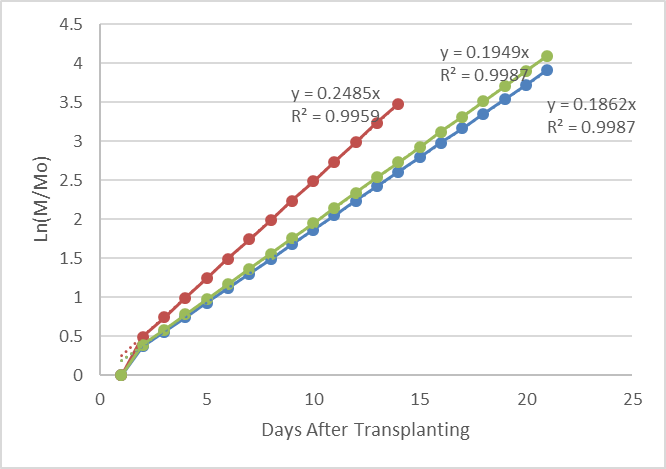 4.5
4
3.5
3
2.5
2
1.5
1
0.5
0
Ln(M/Mo)
y = 0.2485x
R² = 0.9959
y = 0.1949x
R² = 0.9987
y = 0.1862x
R² = 0.9987
0 5 10 15 20 25
Days After Transplanting